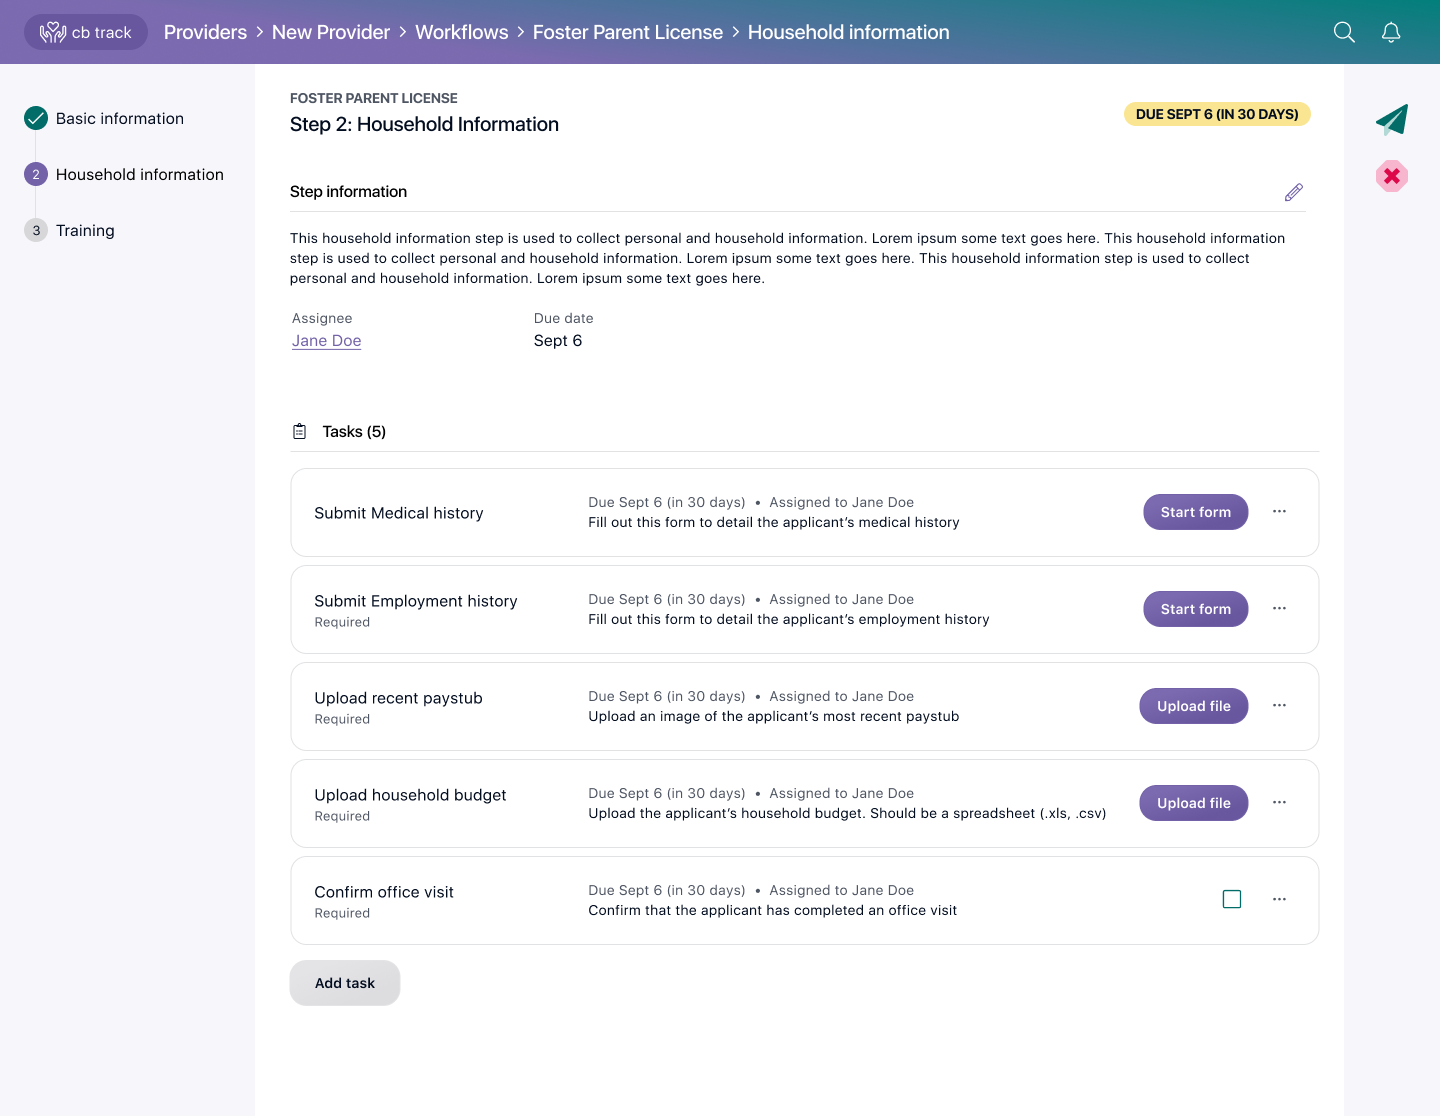 cb track
Providers > New Provider > Workflows > Foster Parent License > Household information
Basic information
2 Household information
3 Training
FOSTER PARENT LICENSE
Step 2: Household Information
DUE SEPT 6 (IN 30 DAYS)
Step information
This household information step is used to collect personal and household information. Lorem ipsum some text goes here. This household information
step is used to collect personal and household information. Lorem ipsum some text goes here. This household information step is used to collect
personal and household information. Lorem ipsum some text goes here.
Assignee
Jane Doe
Due date
Sept 6
Tasks (5)
Submit Medical history
Due Sept 6 (in 30 days) • Assigned to Jane Doe
Fill out this form to detail the applicant’s medical history
Start form
Submit Employment history
Required
Due Sept 6 (in 30 days) • Assigned to Jane Doe
Fill out this form to detail the applicant’s employment history
Start form
Upload recent paystub
Required
Due Sept 6 (in 30 days) • Assigned to Jane Doe
Upload an image of the applicant’s most recent paystub
Upload file
Upload household budget
Required
Due Sept 6 (in 30 days) • Assigned to Jane Doe
Upload the applicant’s household budget. Should be a spreadsheet (.xls, .csv)
Upload file
Confirm office visit
Required
Due Sept 6 (in 30 days) • Assigned to Jane Doe
Confirm that the applicant has completed an office visit
Add task